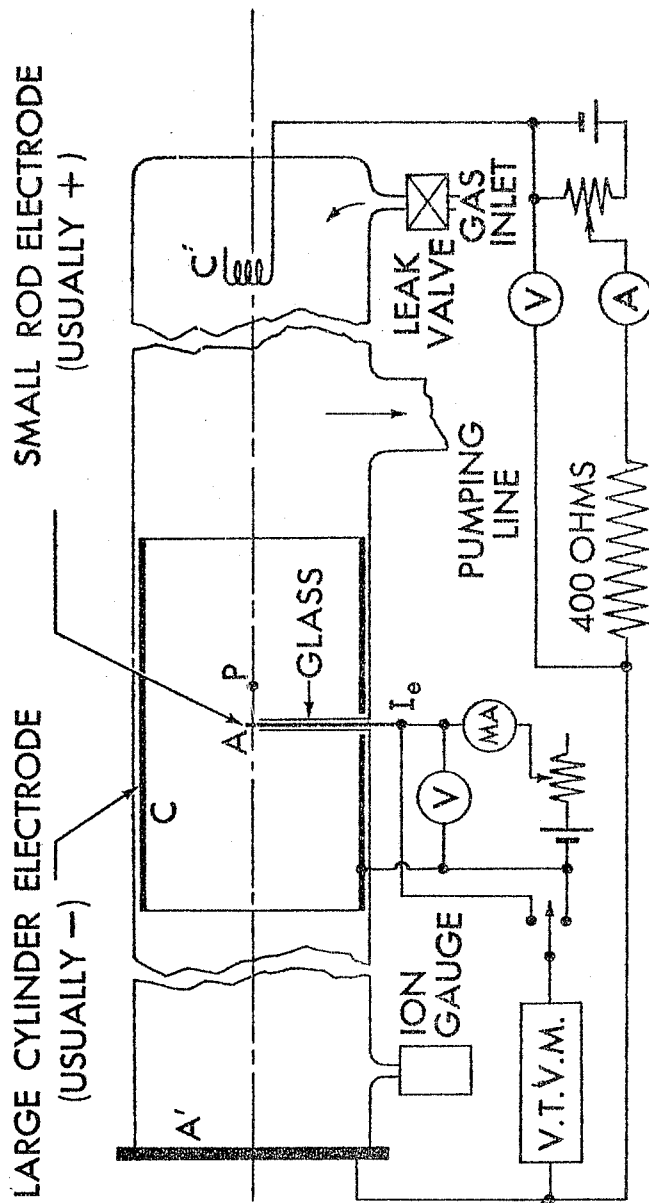 LARGE CYLINDER ELECTRODE
(USUALLY —)
SMALL ROD ELECTRODE
(USUALLY +)
A'
C
A
P
GLASS
C'
ION
GAUGE
I_e
PUMPING
LINE
LEAK
VALVE
GAS
INLET
V
MA
V
A
400 OHMS
V.T.V.M.